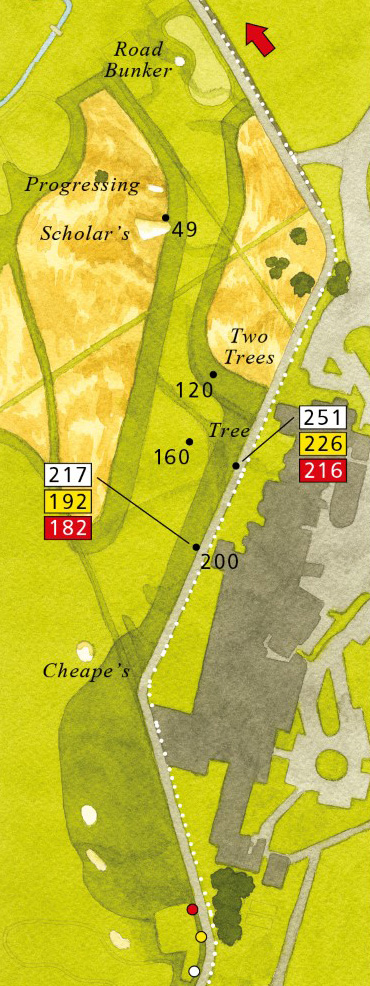 Road
Bunker
Progressing
Scholar's
49
Two
Trees
120
Tree
251
226
216
160
217
192
182
200
Cheape's